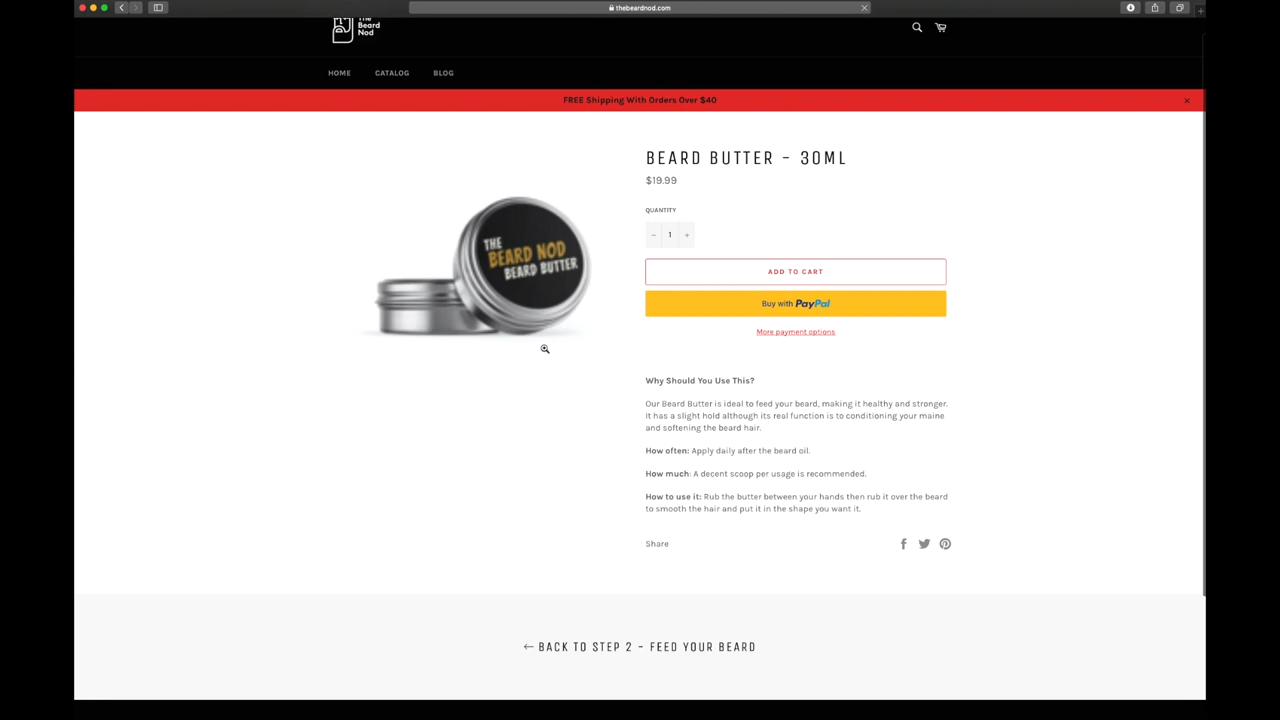 thebeardnod.com
The
Beard
Nod
HOME CATALOG BLOG
FREE Shipping With Orders Over $40
BEARD BUTTER - 30ML
$19.99
QUANTITY
− 1 +
ADD TO CART
Buy with PayPal
More payment options
THE
BEARD NOD
BEARD BUTTER
Why Should You Use This?
Our Beard Butter is ideal to feed your beard, making it healthy and stronger.
It has a slight hold although its real function is to conditioning your maine
and softening the beard hair.
How often: Apply daily after the beard oil.
How much: A decent scoop per usage is recommended.
How to use it: Rub the butter between your hands then rub it over the beard
to smooth the hair and put it in the shape you want it.
Share
← BACK TO STEP 2 - FEED YOUR BEARD